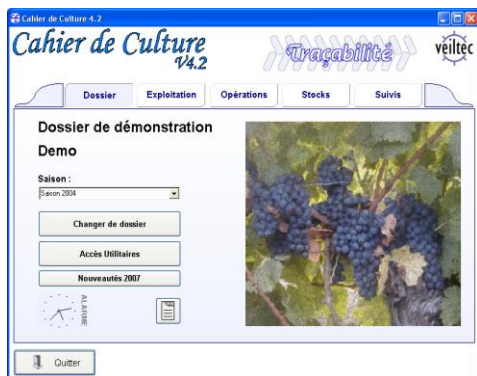 Cahier de Culture 4.2
Cahier de Culture
V4.2
Traçabilité
veiltec
Dossier
Exploitation
Opérations
Stocks
Suivis
Dossier de démonstration
Demo
Saison :
Saison 2004
Changer de dossier
Accès Utilitaires
Nouveautés 2007
ALARME
Quitter